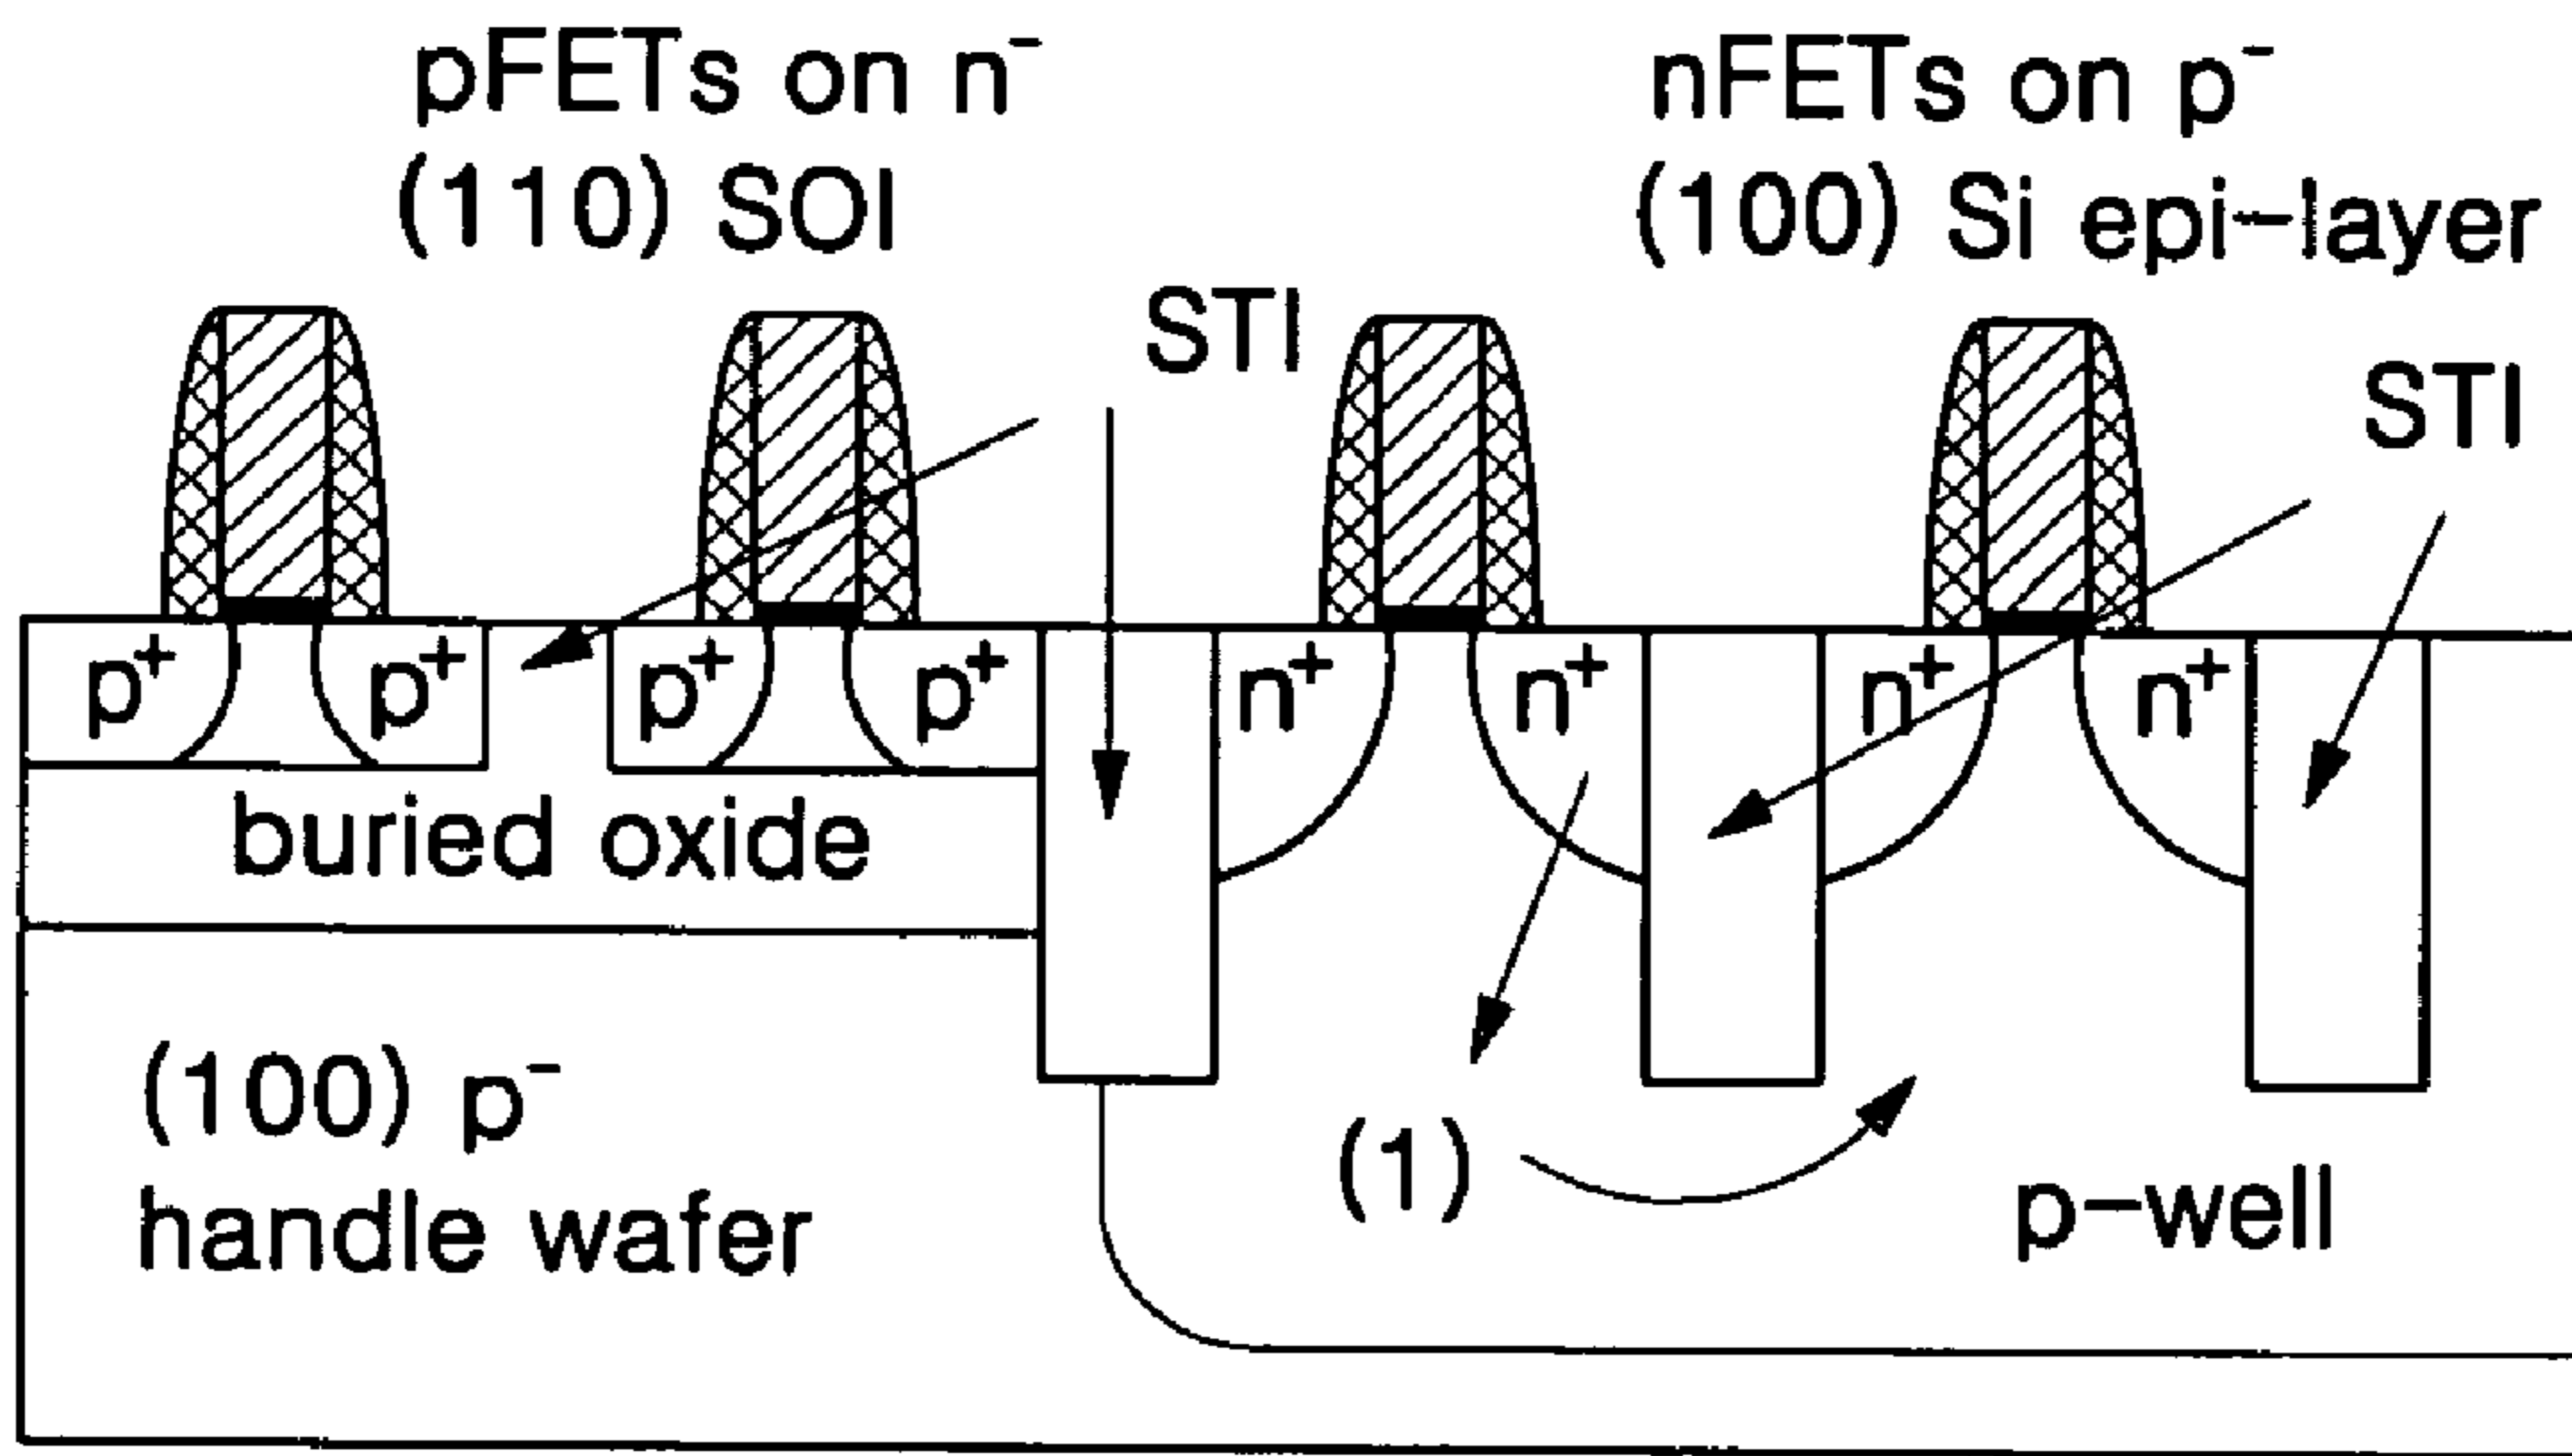 pFETs on n⁻
(110) SOI
nFETs on p⁻
(100) Si epi-layer
STI
STI
p⁺
p⁺
p⁺
p⁺
n⁺
n⁺
n⁺
n⁺
buried oxide
(100) p⁻
handle wafer
(1)
p-well